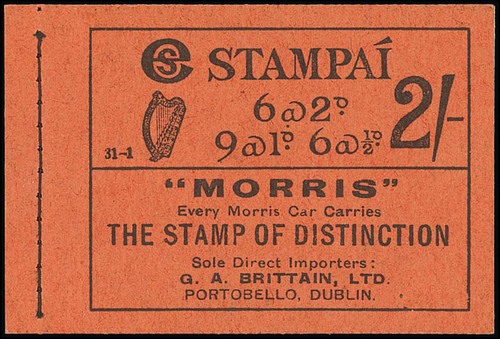 SE STAMPAÍ
6 @ 2ᴰ
9 @ 1ᴰ. 6 @ ½ᴰ. 2/-
31-1
"MORRIS"
Every Morris Car Carries
THE STAMP OF DISTINCTION
Sole Direct Importers:
G. A. BRITTAIN, LTD.
PORTOBELLO, DUBLIN.